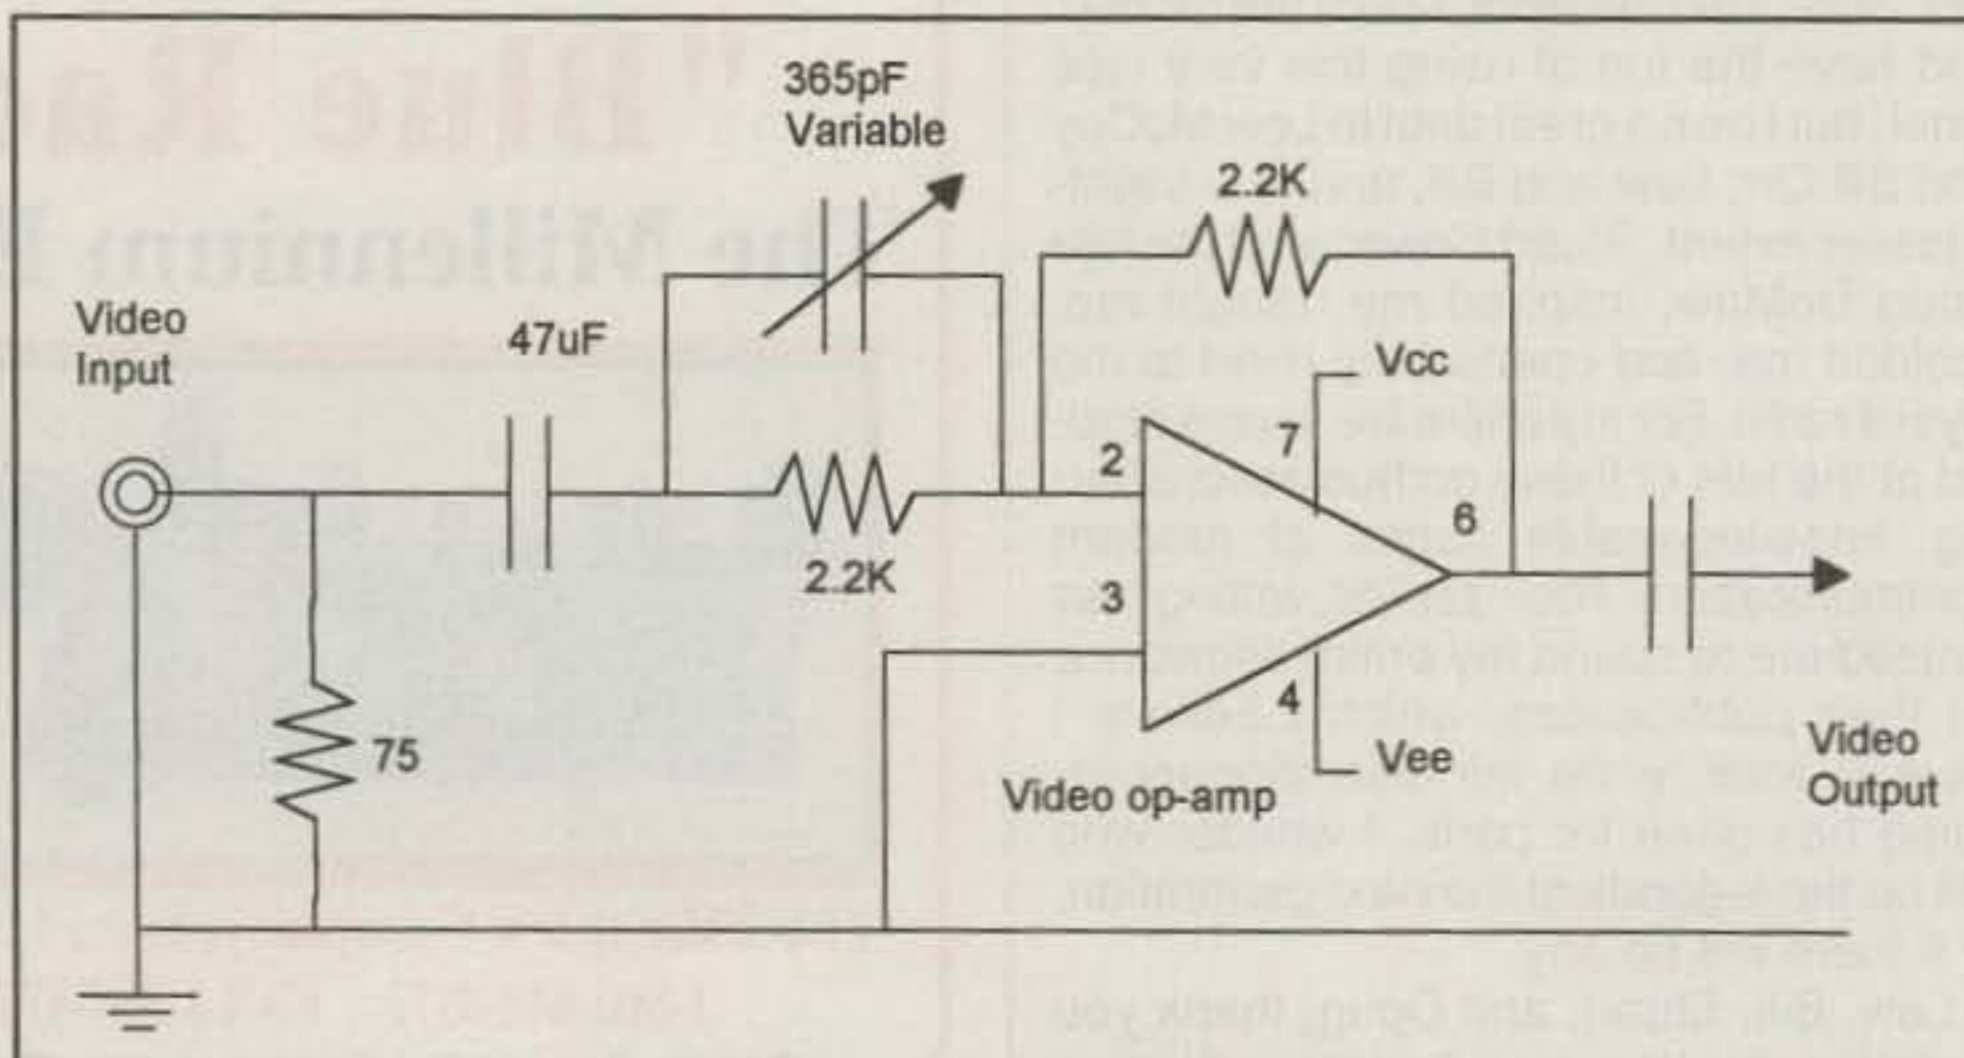 365pF
Variable
2.2K
Video
Input
47uF
Vcc
2
7
6
2.2K
3
4
75
Vee
Video op-amp
Video
Output